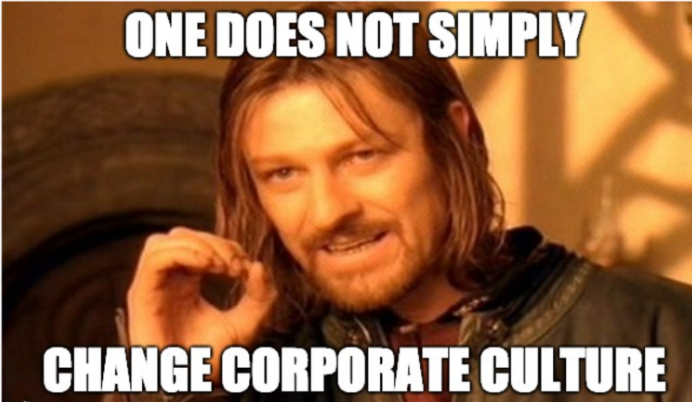 ONE DOES NOT SIMPLY
CHANGE CORPORATE CULTURE